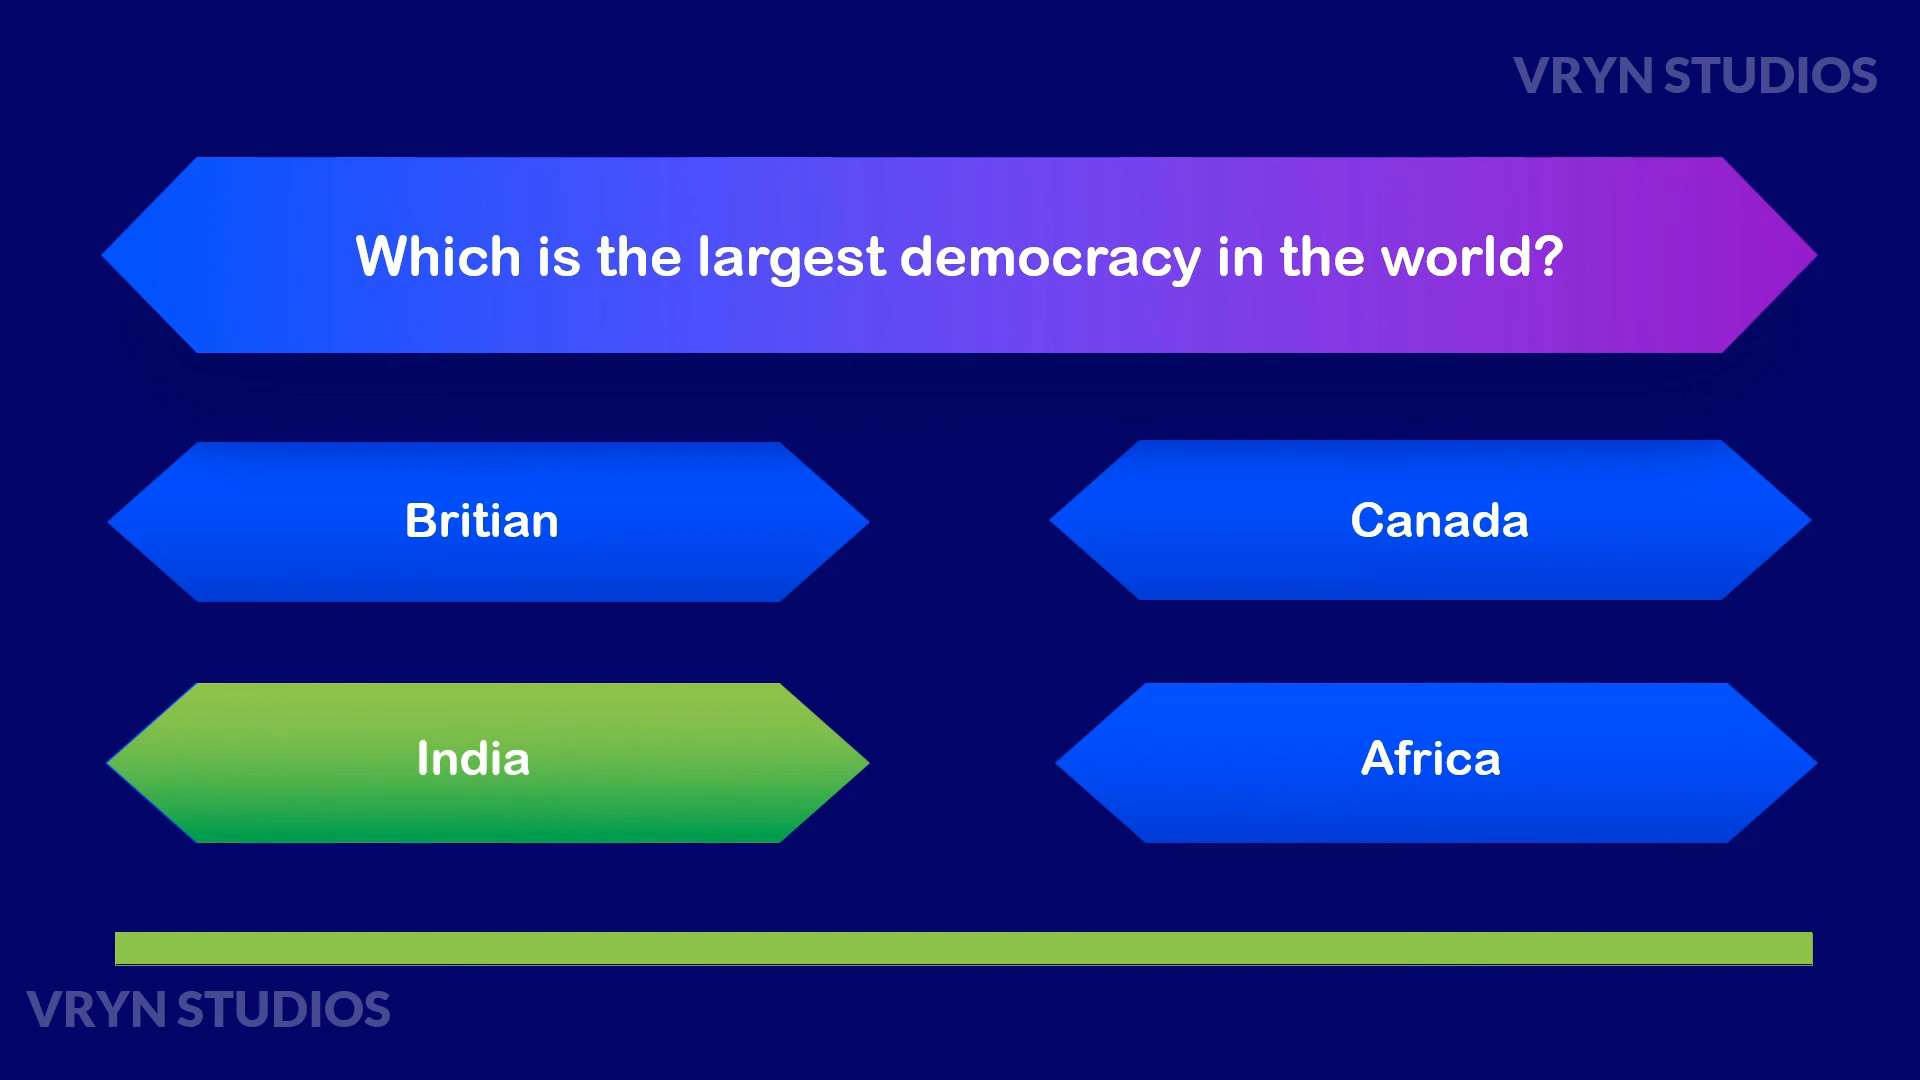 VRYN STUDIOS
Which is the largest democracy in the world?
Britian
Canada
India
Africa
VRYN STUDIOS